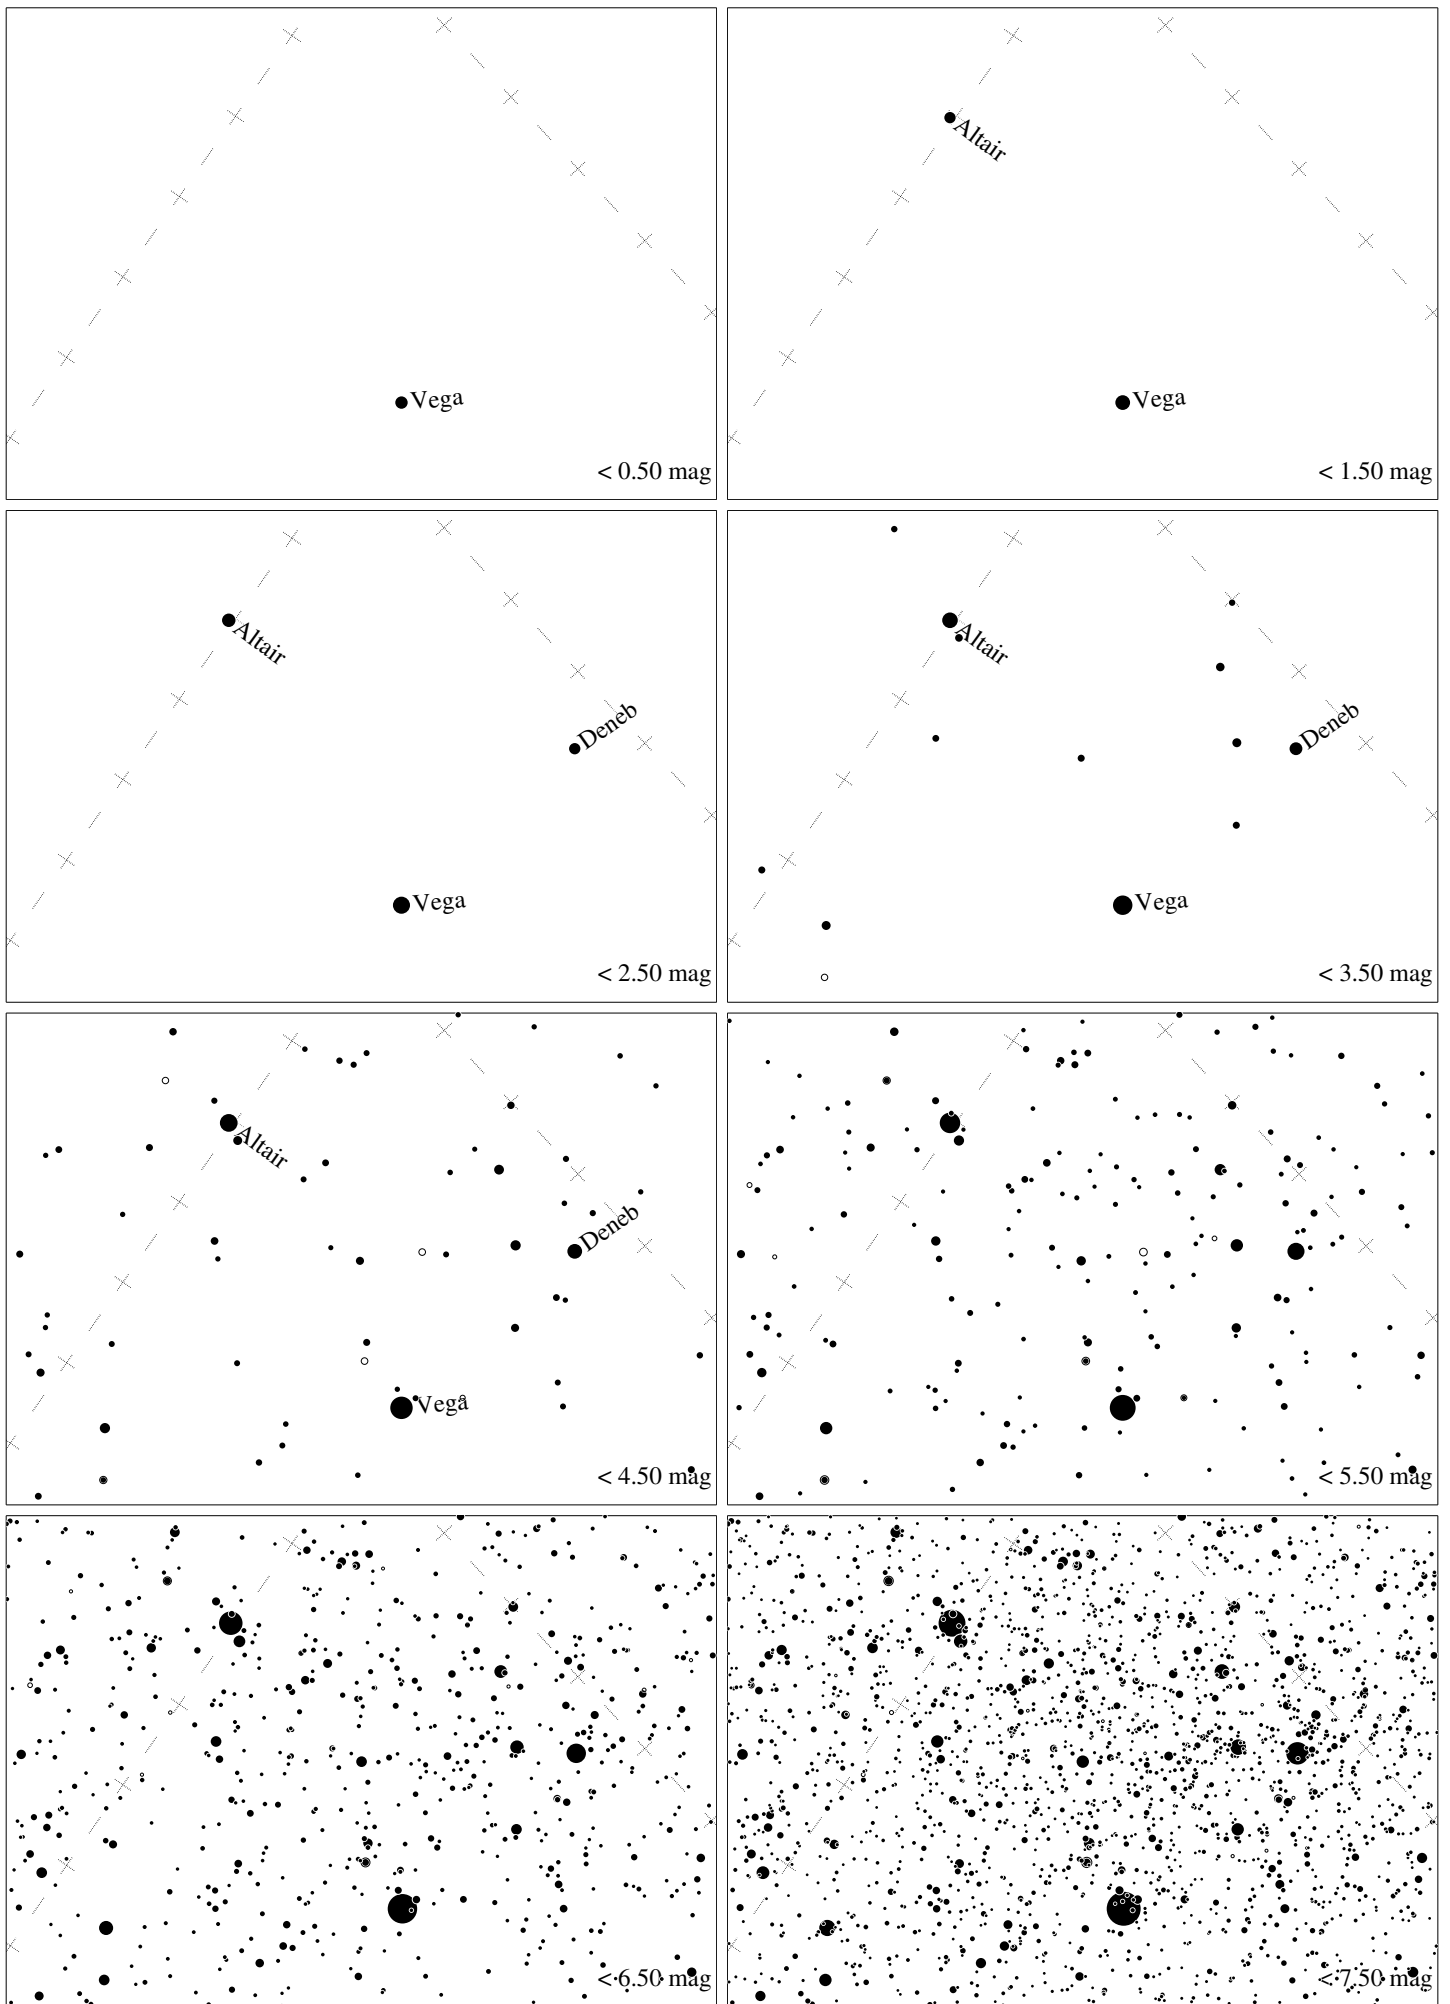 Vega
< 0.50 mag
Altair
Vega
< 1.50 mag
Altair
Deneb
Vega
< 2.50 mag
Altair
Deneb
Vega
< 3.50 mag
Altair
Deneb
Vega
< 4.50 mag
< 5.50 mag
< 6.50 mag
< 7.50 mag